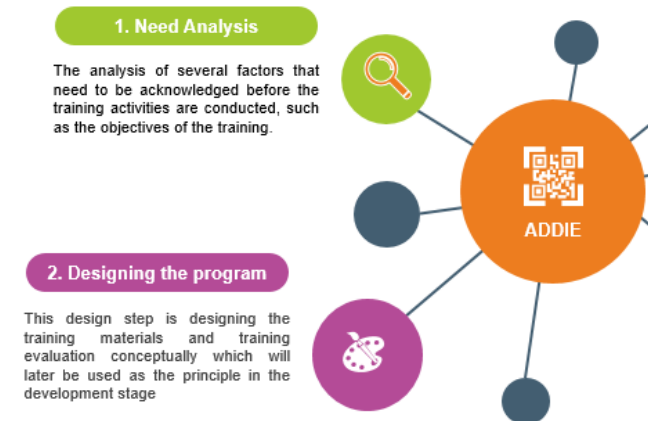 1. Need Analysis
The analysis of several factors that
need to be acknowledged before the
training activities are conducted, such
as the objectives of the training.
ADDIE
2. Designing the program
This design step is designing the
training materials and training
evaluation conceptually which will
later be used as the principle in the
development stage